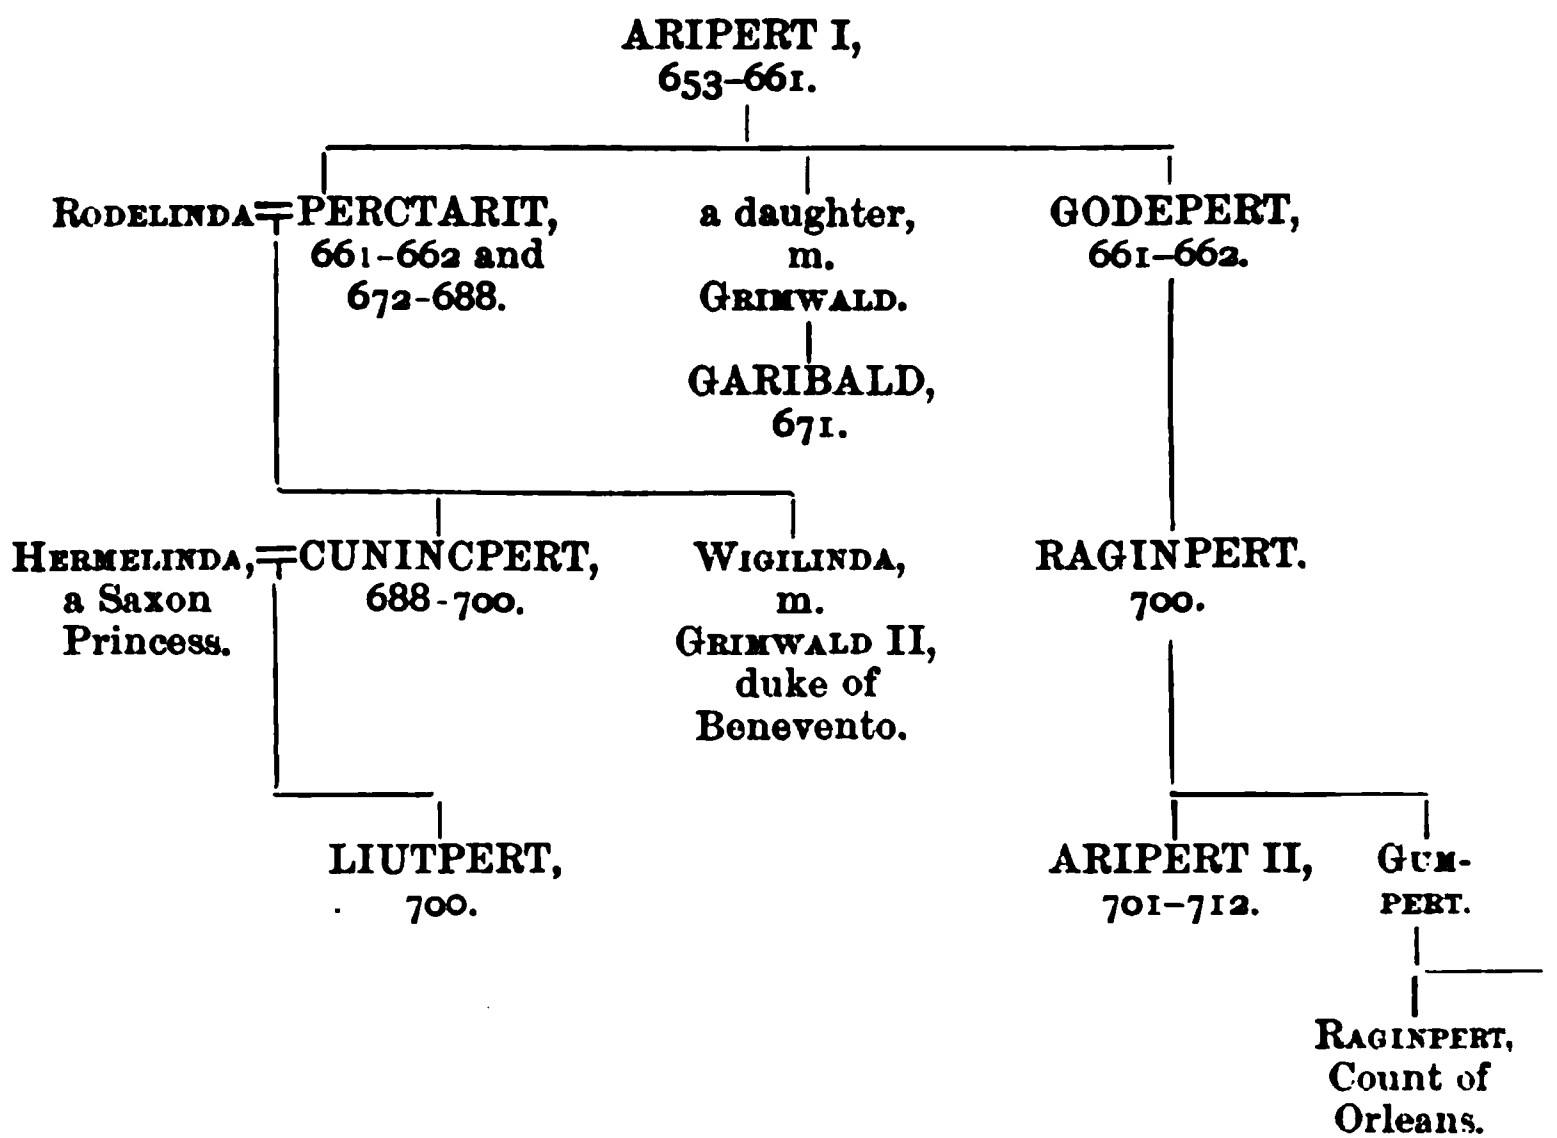 ARIPERT I,
653–661.
RODELINDA = PERCTARIT,
661-662 and
672-688.
a daughter,
m.
GRIMWALD.
GARIBALD,
671.
GODEPERT,
661–662.
HERMELINDA, = CUNINCPERT,
a Saxon
Princess.
688-700.
WIGILINDA,
m.
GRIMWALD II,
duke of
Benevento.
RAGINPERT.
700.
LIUTPERT,
700.
ARIPERT II,
701–712.
GUM-
PERT.
RAGINPERT,
Count of
Orleans.